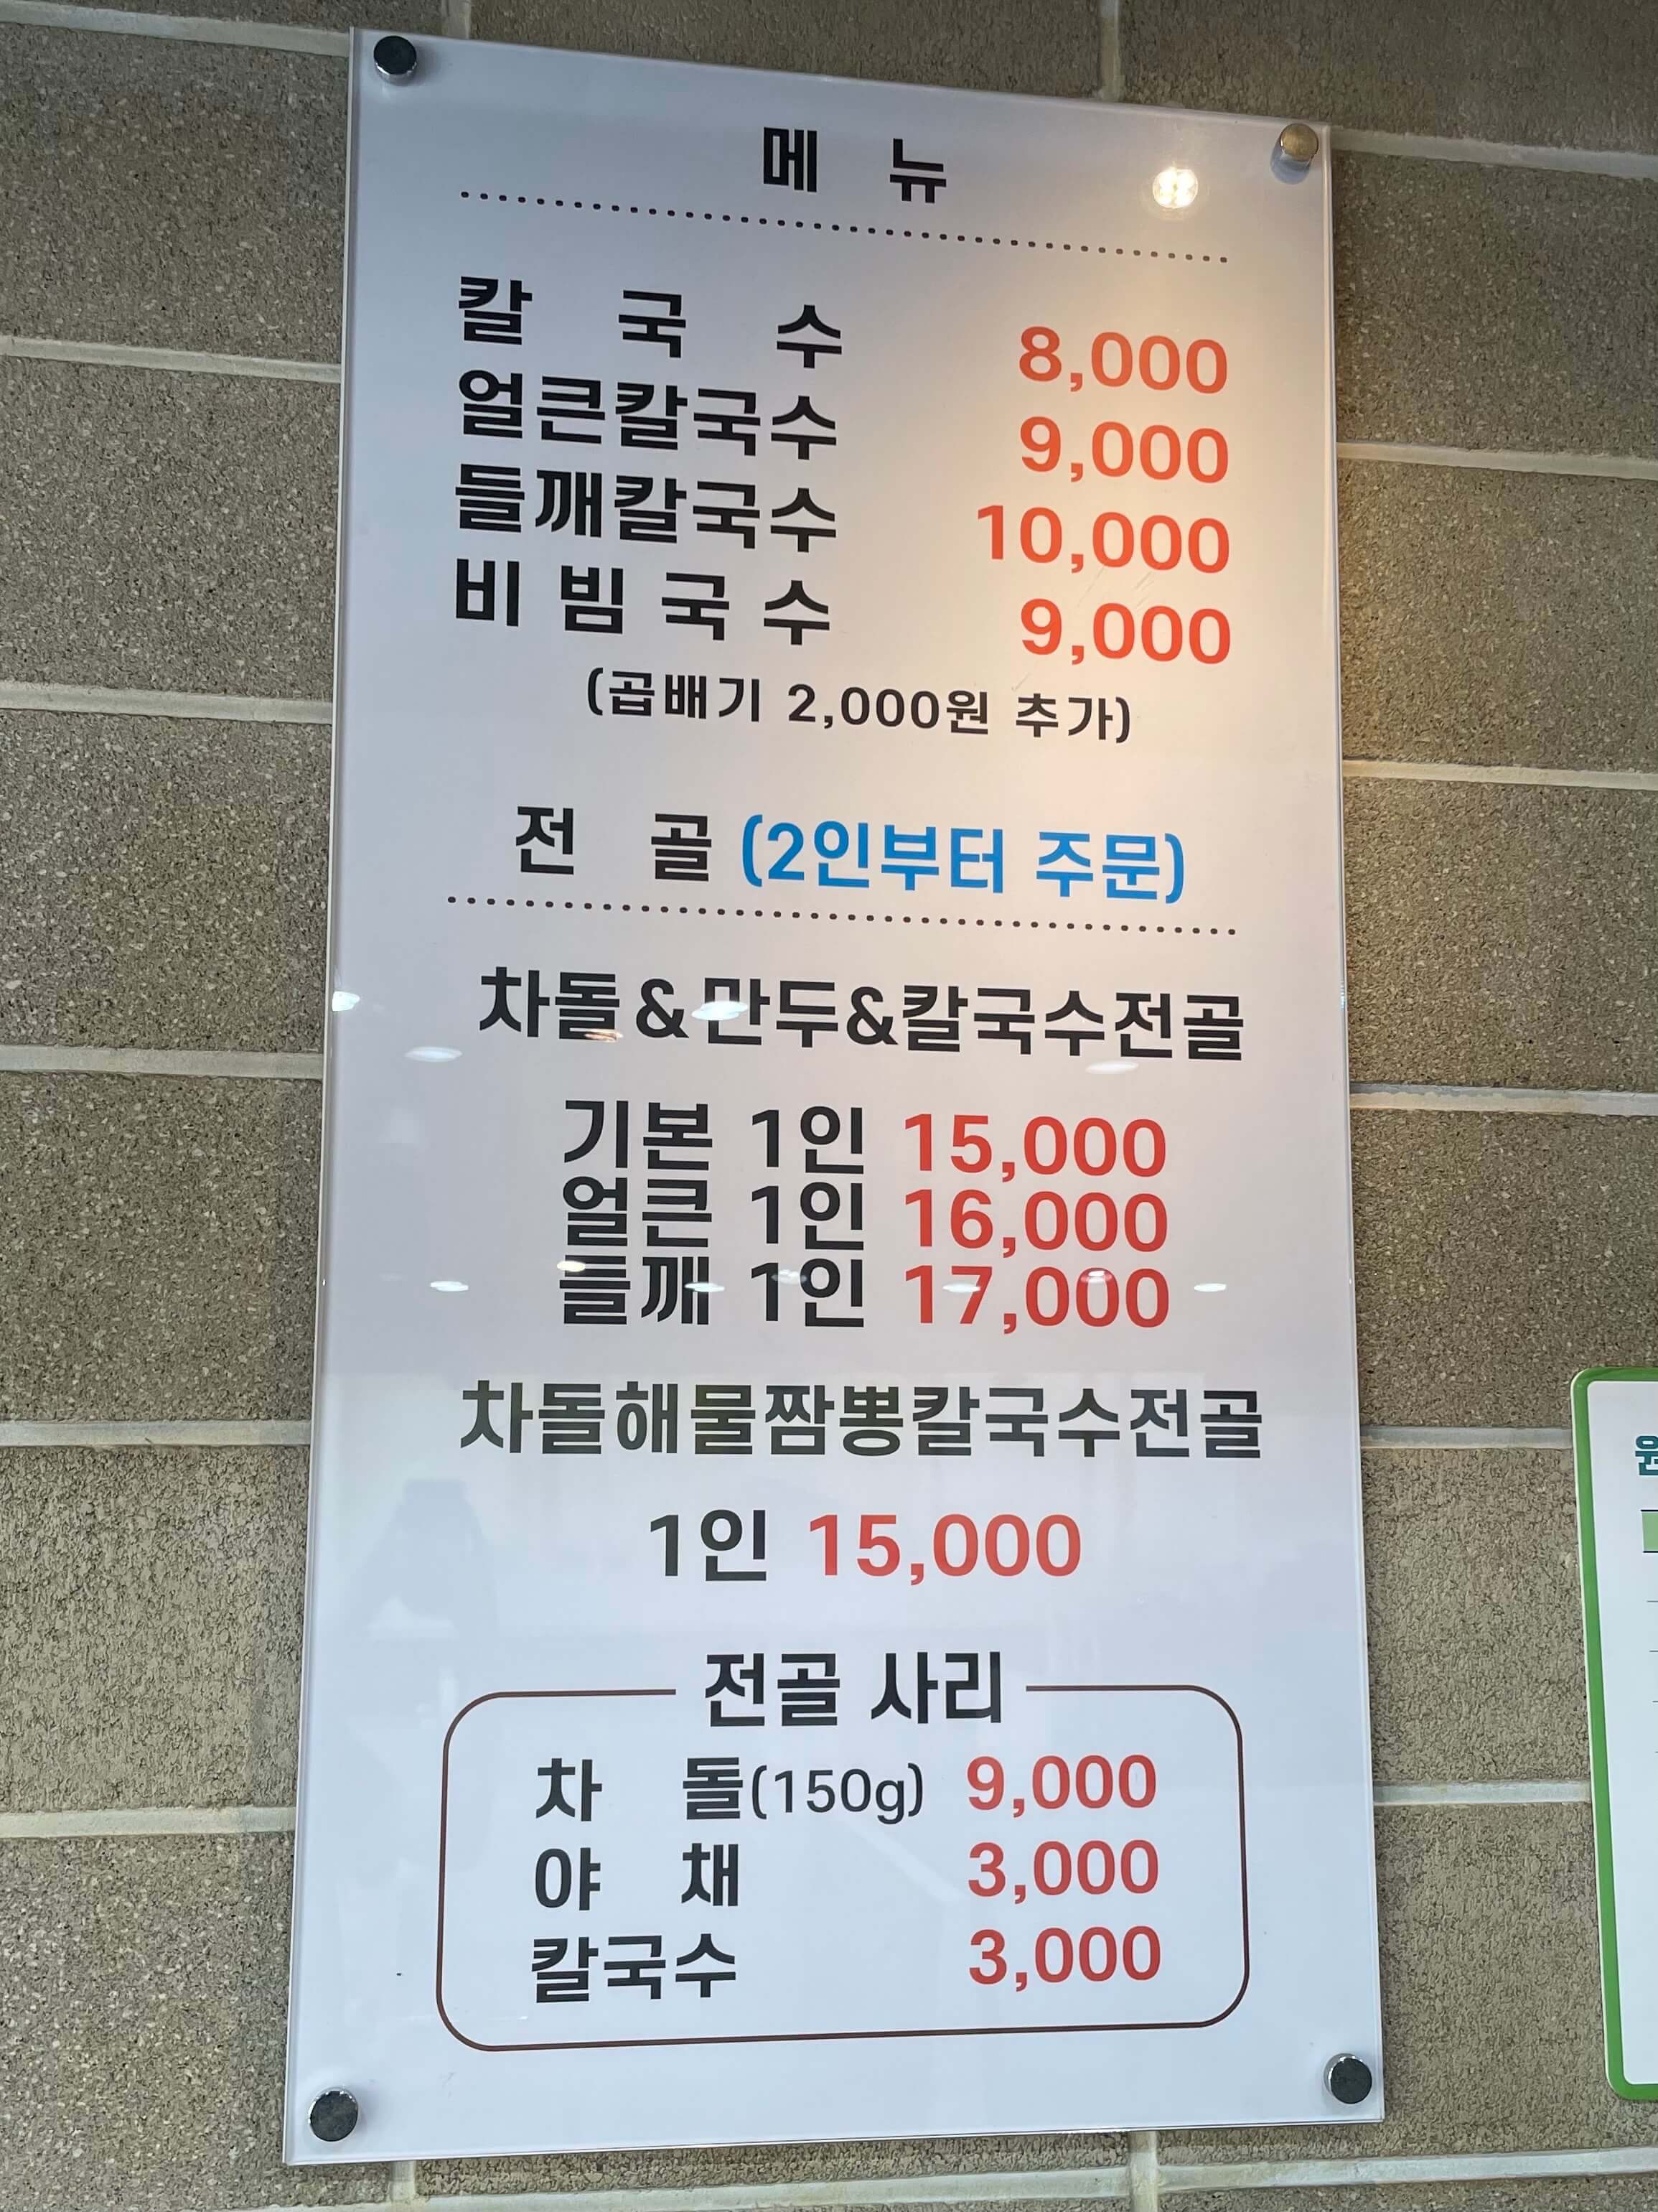 메 뉴
칼 국 수 8,000
얼큰칼국수 9,000
들깨칼국수 10,000
비 빔 국 수 9,000
(곱배기 2,000원 추가)
전 골 (2인부터 주문)
차돌&만두&칼국수전골
기본 1인 15,000
얼큰 1인 16,000
들깨 1인 17,000
차돌해물짬뽕칼국수전골
1인 15,000
전골 사리
차 돌(150g) 9,000
야 채 3,000
칼국수 3,000